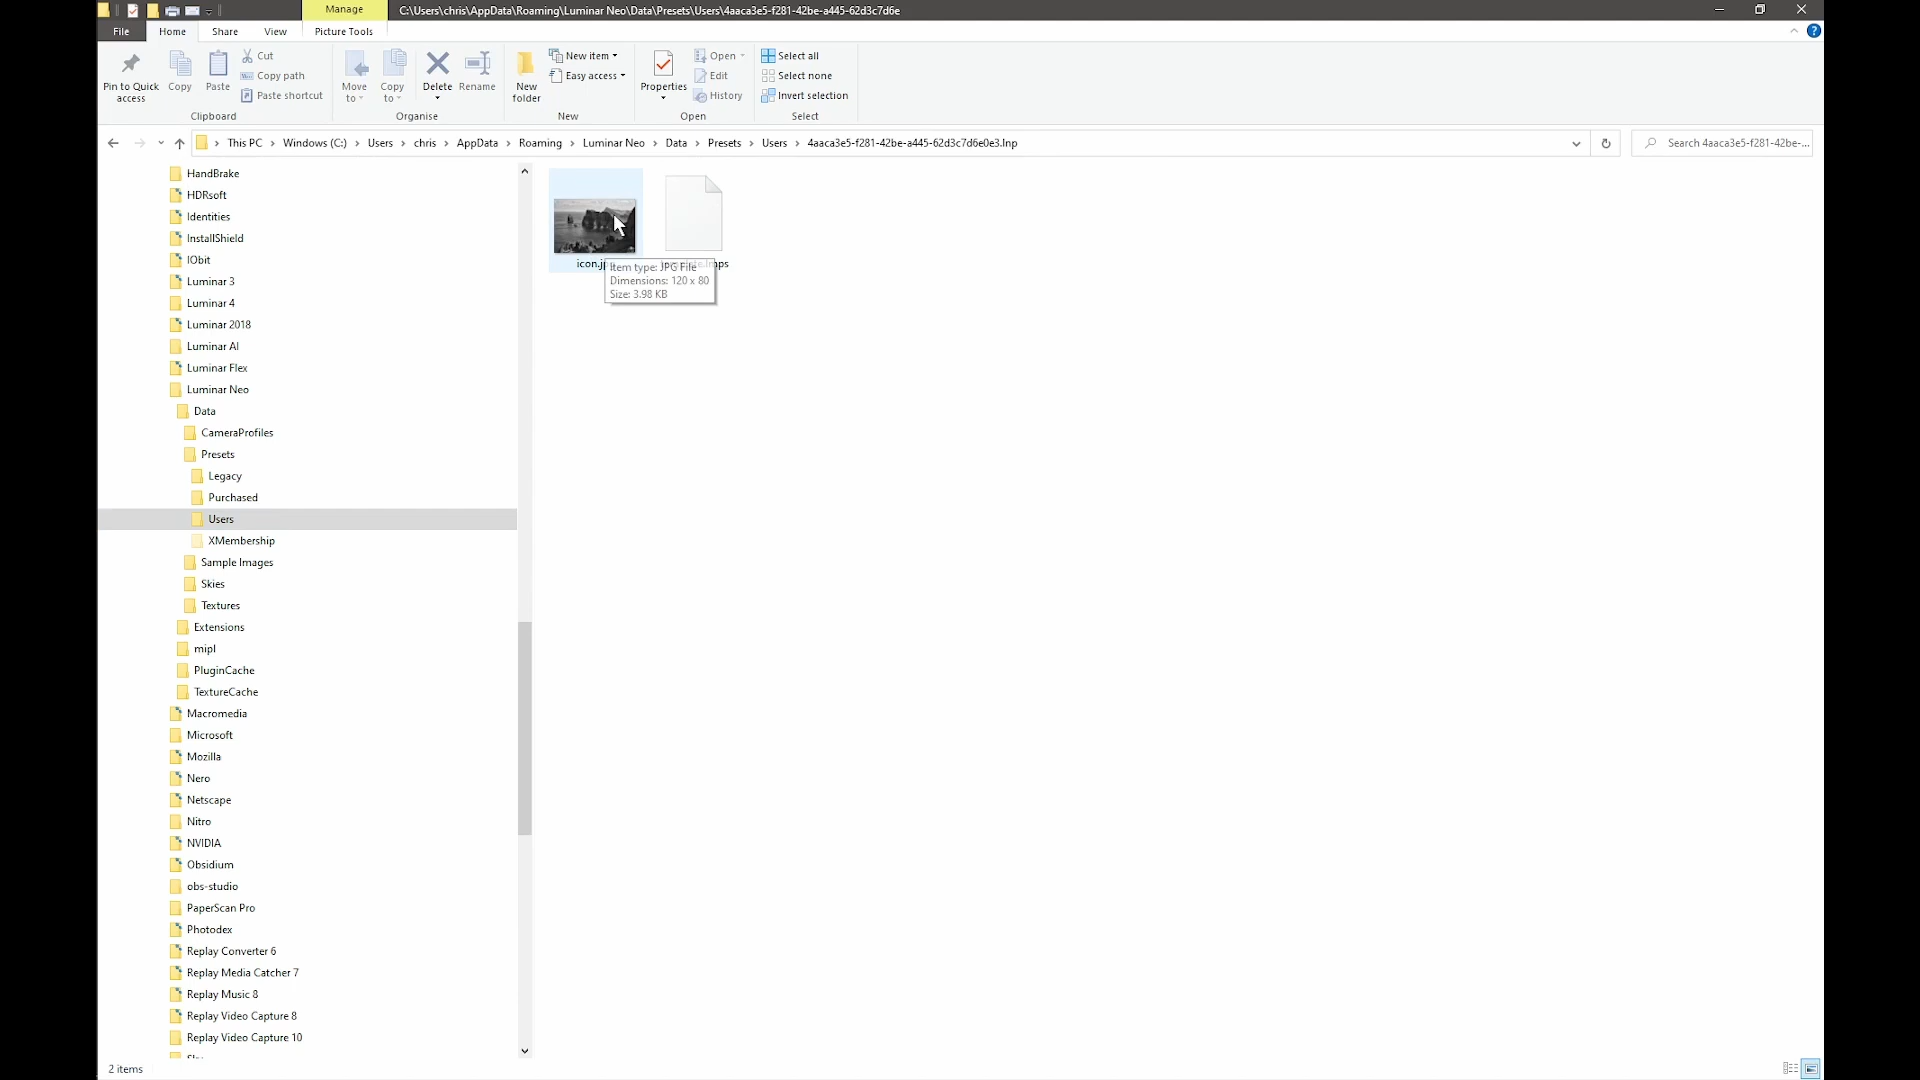 Manage
C:\Users\chris\AppData\Roaming\Luminar Neo\Data\Presets\Users\4aaca3e5-f281-42be-a445-62d3c7d6e
File
Home
Share
View
Picture Tools
Pin to Quick access
Copy
Paste
Cut
Copy path
Paste shortcut
Clipboard
Move to
Copy to
Delete
Rename
Organise
New folder
New item
Easy access
New
Properties
Open
Edit
History
Open
Select all
Select none
Invert selection
Select
This PC > Windows (C:) > Users > chris > AppData > Roaming > Luminar Neo > Data > Presets > Users > 4aaca3e5-f281-42be-a445-62d3c7d6e0e3.lnp
Search 4aaca3e5-f281-42be-...
HandBrake
HDRsoft
Identities
InstallShield
IObit
Luminar 3
Luminar 4
Luminar 2018
Luminar AI
Luminar Flex
Luminar Neo
Data
CameraProfiles
Presets
Legacy
Purchased
Users
XMembership
Sample Images
Skies
Textures
Extensions
mipl
PluginCache
TextureCache
Macromedia
Microsoft
Mozilla
Nero
Netscape
Nitro
NVIDIA
Obsidium
obs-studio
PaperScan Pro
Photodex
Replay Converter 6
Replay Media Catcher 7
Replay Music 8
Replay Video Capture 8
Replay Video Capture 10
icon.j
Item type: JPG File
Dimensions: 120 x 80
Size: 3.98 KB
2 items